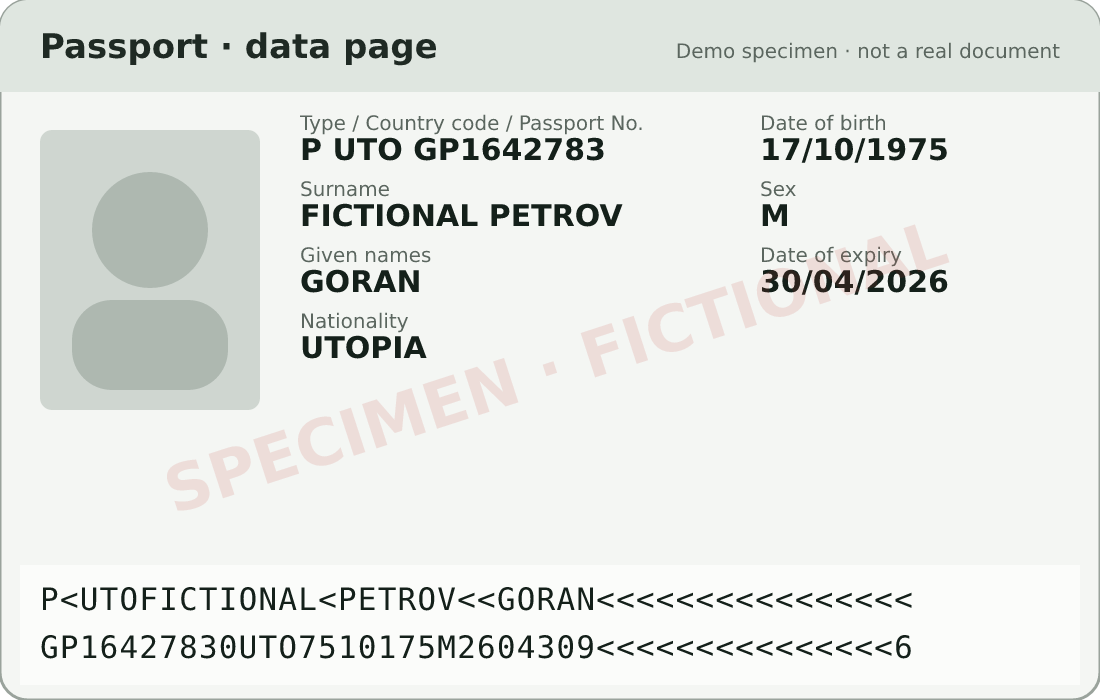 Passport · data page
Demo specimen · not a real document
Type / Country code / Passport No.
P UTO GP1642783
Date of birth
17/10/1975
Surname
FICTIONAL PETROV
Sex
M
Given names
GORAN
Date of expiry
30/04/2026
Nationality
UTOPIA
SPECIMEN · FICTIONAL
P<UTOFICTIONAL<PETROV<<GORAN<<<<<<<<<<<<<<<<
GP16427830UTO7510175M2604309<<<<<<<<<<<<<<<6